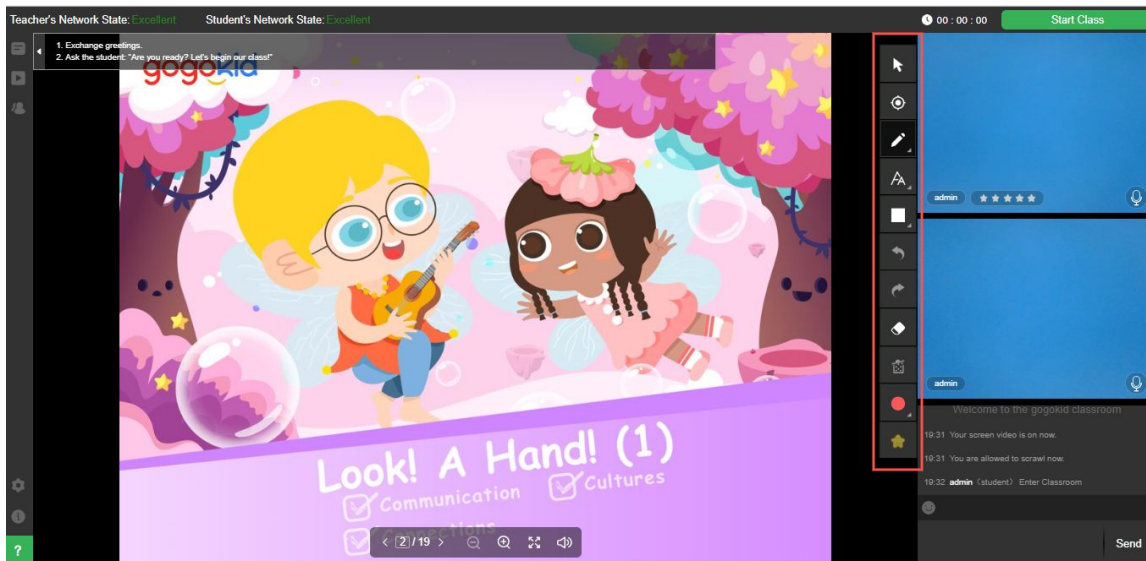 Teacher's Network State: Excellent Student's Network State: Excellent
00 : 00 : 00
Start Class
1. Exchange greetings.
2. Ask the student: "Are you ready? Let's begin our class!"
gogokid
Look! A Hand! (1)
Communication
Cultures
Connections
2 / 19
admin
admin
Welcome to the gogokid classroom
19:31 Your screen video is on now.
19:31 You are allowed to scrawl now.
19:32 admin (student) Enter Classroom
Send
?